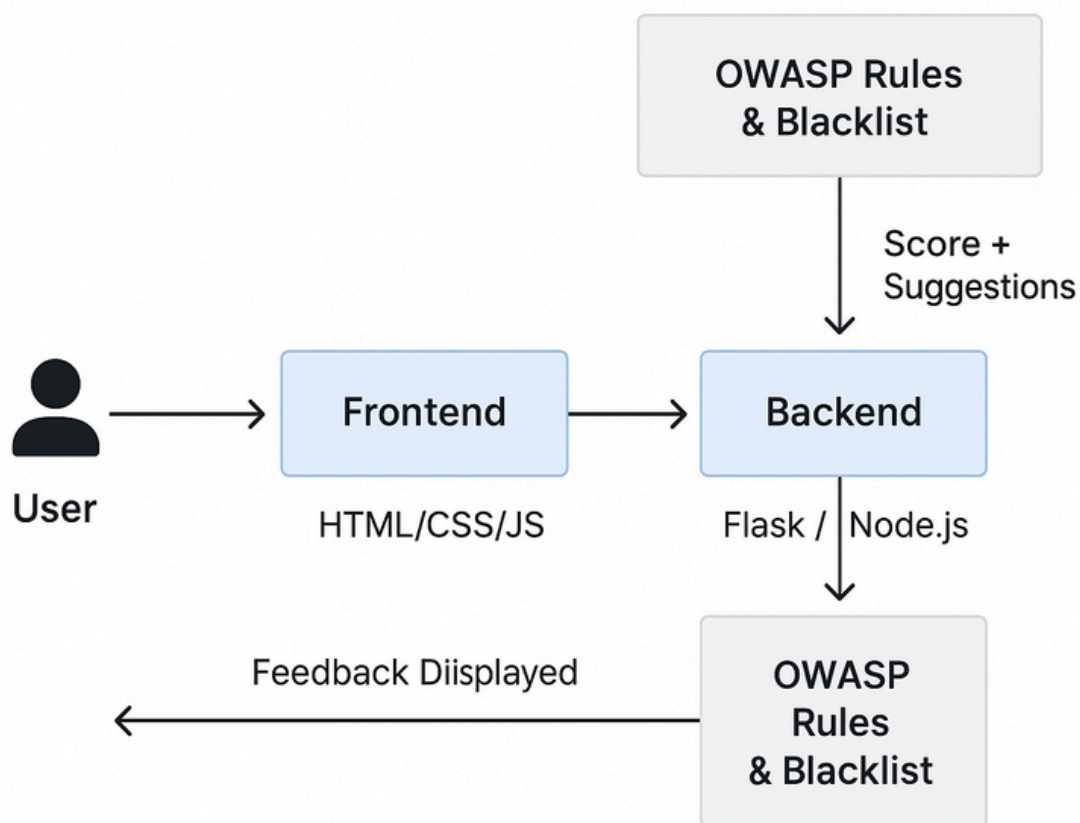 OWASP Rules
& Blacklist
Score +
Suggestions
Frontend
Backend
User
HTML/CSS/JS
Flask / Node.js
Feedback Diisplayed
OWASP
Rules
& Blacklist